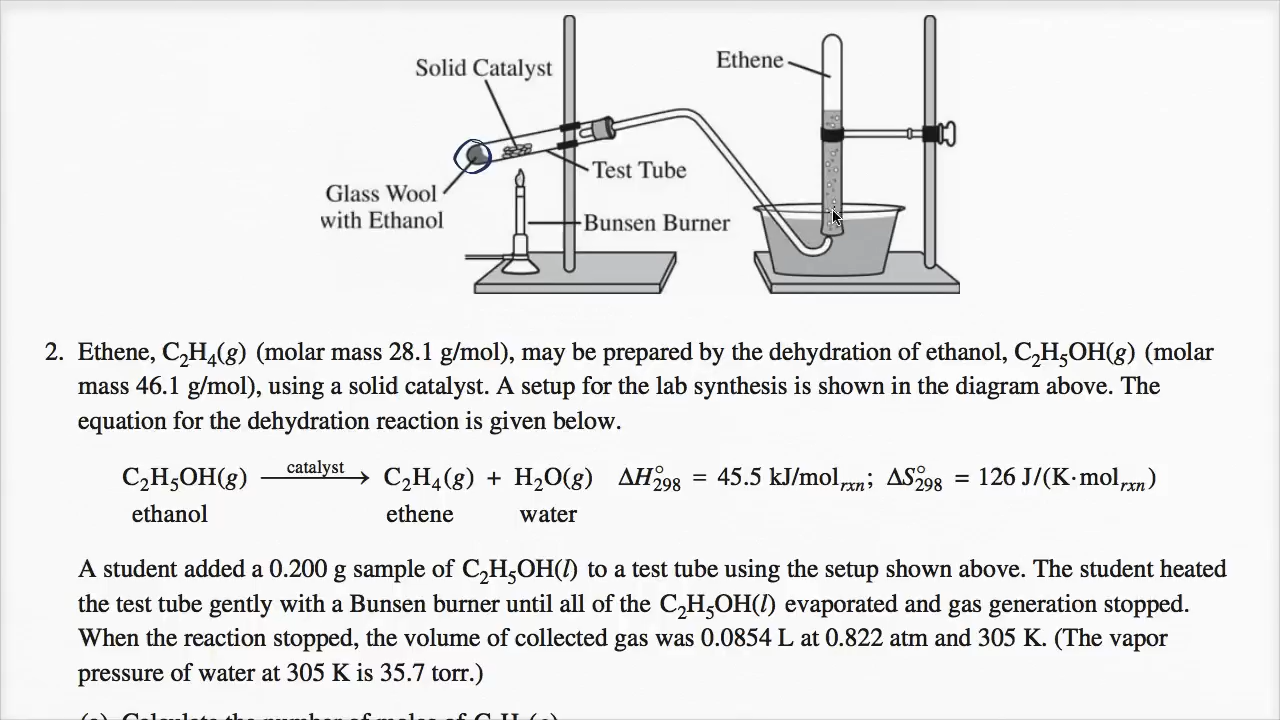 Solid Catalyst
Ethene
Test Tube
Glass Wool
with Ethanol
Bunsen Burner
2. Ethene, C₂H₄(g) (molar mass 28.1 g/mol), may be prepared by the dehydration of ethanol, C₂H₅OH(g) (molar
mass 46.1 g/mol), using a solid catalyst. A setup for the lab synthesis is shown in the diagram above. The
equation for the dehydration reaction is given below.
catalyst
C₂H₅OH(g) ⟶ C₂H₄(g) + H₂O(g) ΔH°₂₉₈ = 45.5 kJ/molᵣₓₙ; ΔS°₂₉₈ = 126 J/(K·molᵣₓₙ)
ethanol ethene water
A student added a 0.200 g sample of C₂H₅OH(l) to a test tube using the setup shown above. The student heated
the test tube gently with a Bunsen burner until all of the C₂H₅OH(l) evaporated and gas generation stopped.
When the reaction stopped, the volume of collected gas was 0.0854 L at 0.822 atm and 305 K. (The vapor
pressure of water at 305 K is 35.7 torr.)
(a) Calculate the number of moles of C₂H₄(g)